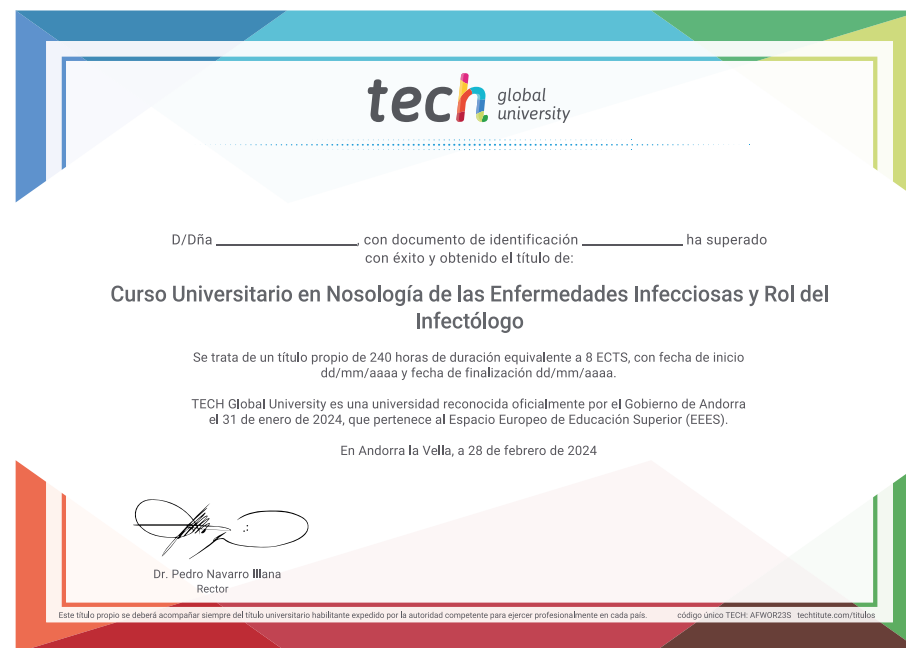 tech global university
D/Dña ____________________, con documento de identificación ______________ ha superado
con éxito y obtenido el título de:
Curso Universitario en Nosología de las Enfermedades Infecciosas y Rol del
Infectólogo
Se trata de un título propio de 240 horas de duración equivalente a 8 ECTS, con fecha de inicio
dd/mm/aaaa y fecha de finalización dd/mm/aaaa.
TECH Global University es una universidad reconocida oficialmente por el Gobierno de Andorra
el 31 de enero de 2024, que pertenece al Espacio Europeo de Educación Superior (EEES).
En Andorra la Vella, a 28 de febrero de 2024
Dr. Pedro Navarro Illana
Rector
Este título propio se deberá acompañar siempre del título universitario habilitante expedido por la autoridad competente para ejercer profesionalmente en cada país. código único TECH: AFWOR23S techtitute.com/titulos